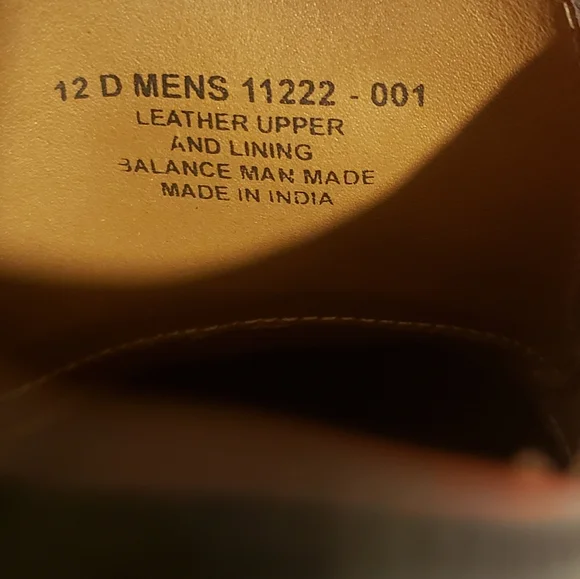 12 D MENS 11222 - 001
LEATHER UPPER
AND LINING
BALANCE MAN MADE
MADE IN INDIA